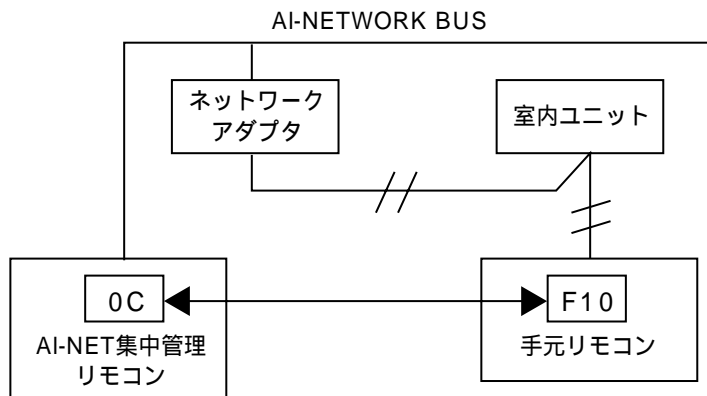 AI-NETWORK BUS
ネットワーク
アダプタ
室内ユニット
0C
F10
AI-NET集中管理
リモコン
手元リモコン